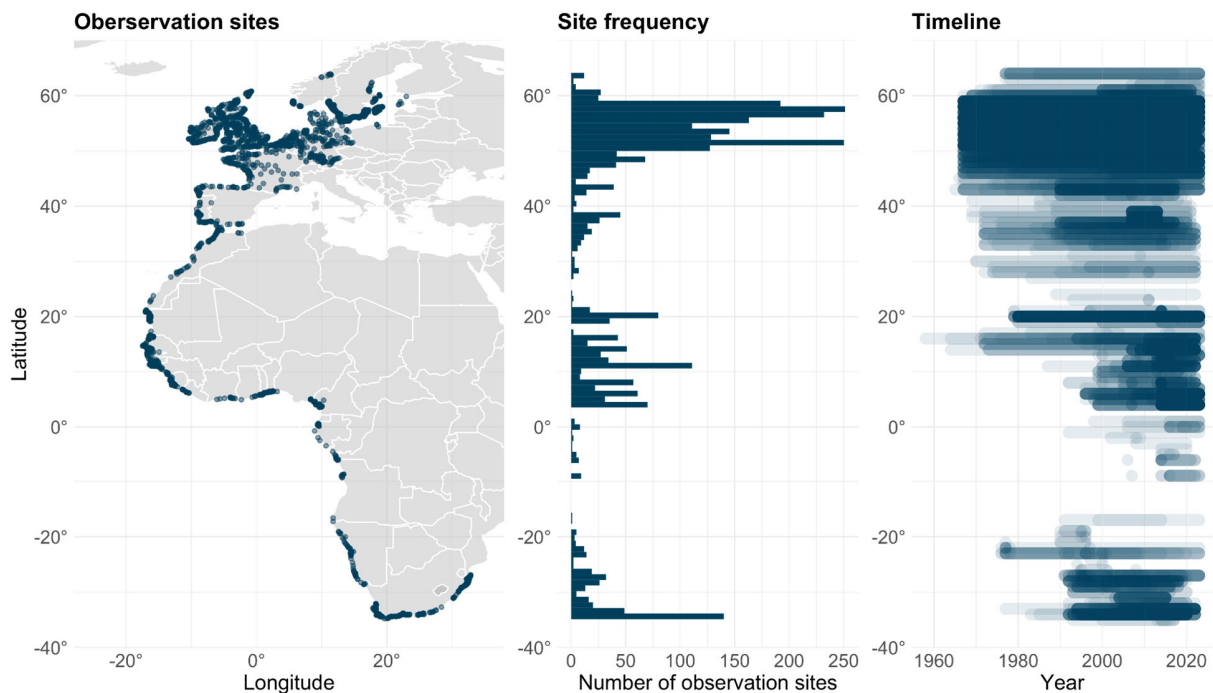 Oberservation sites
Site frequency
Timeline
Latitude
60°
40°
20°
0°
-20°
-40°
-20° 0° 20°
Longitude
60°
40°
20°
0°
-20°
-40°
0 50 100 150 200 250
Number of observation sites
60°
40°
20°
0°
-20°
-40°
1960 1980 2000 2020
Year